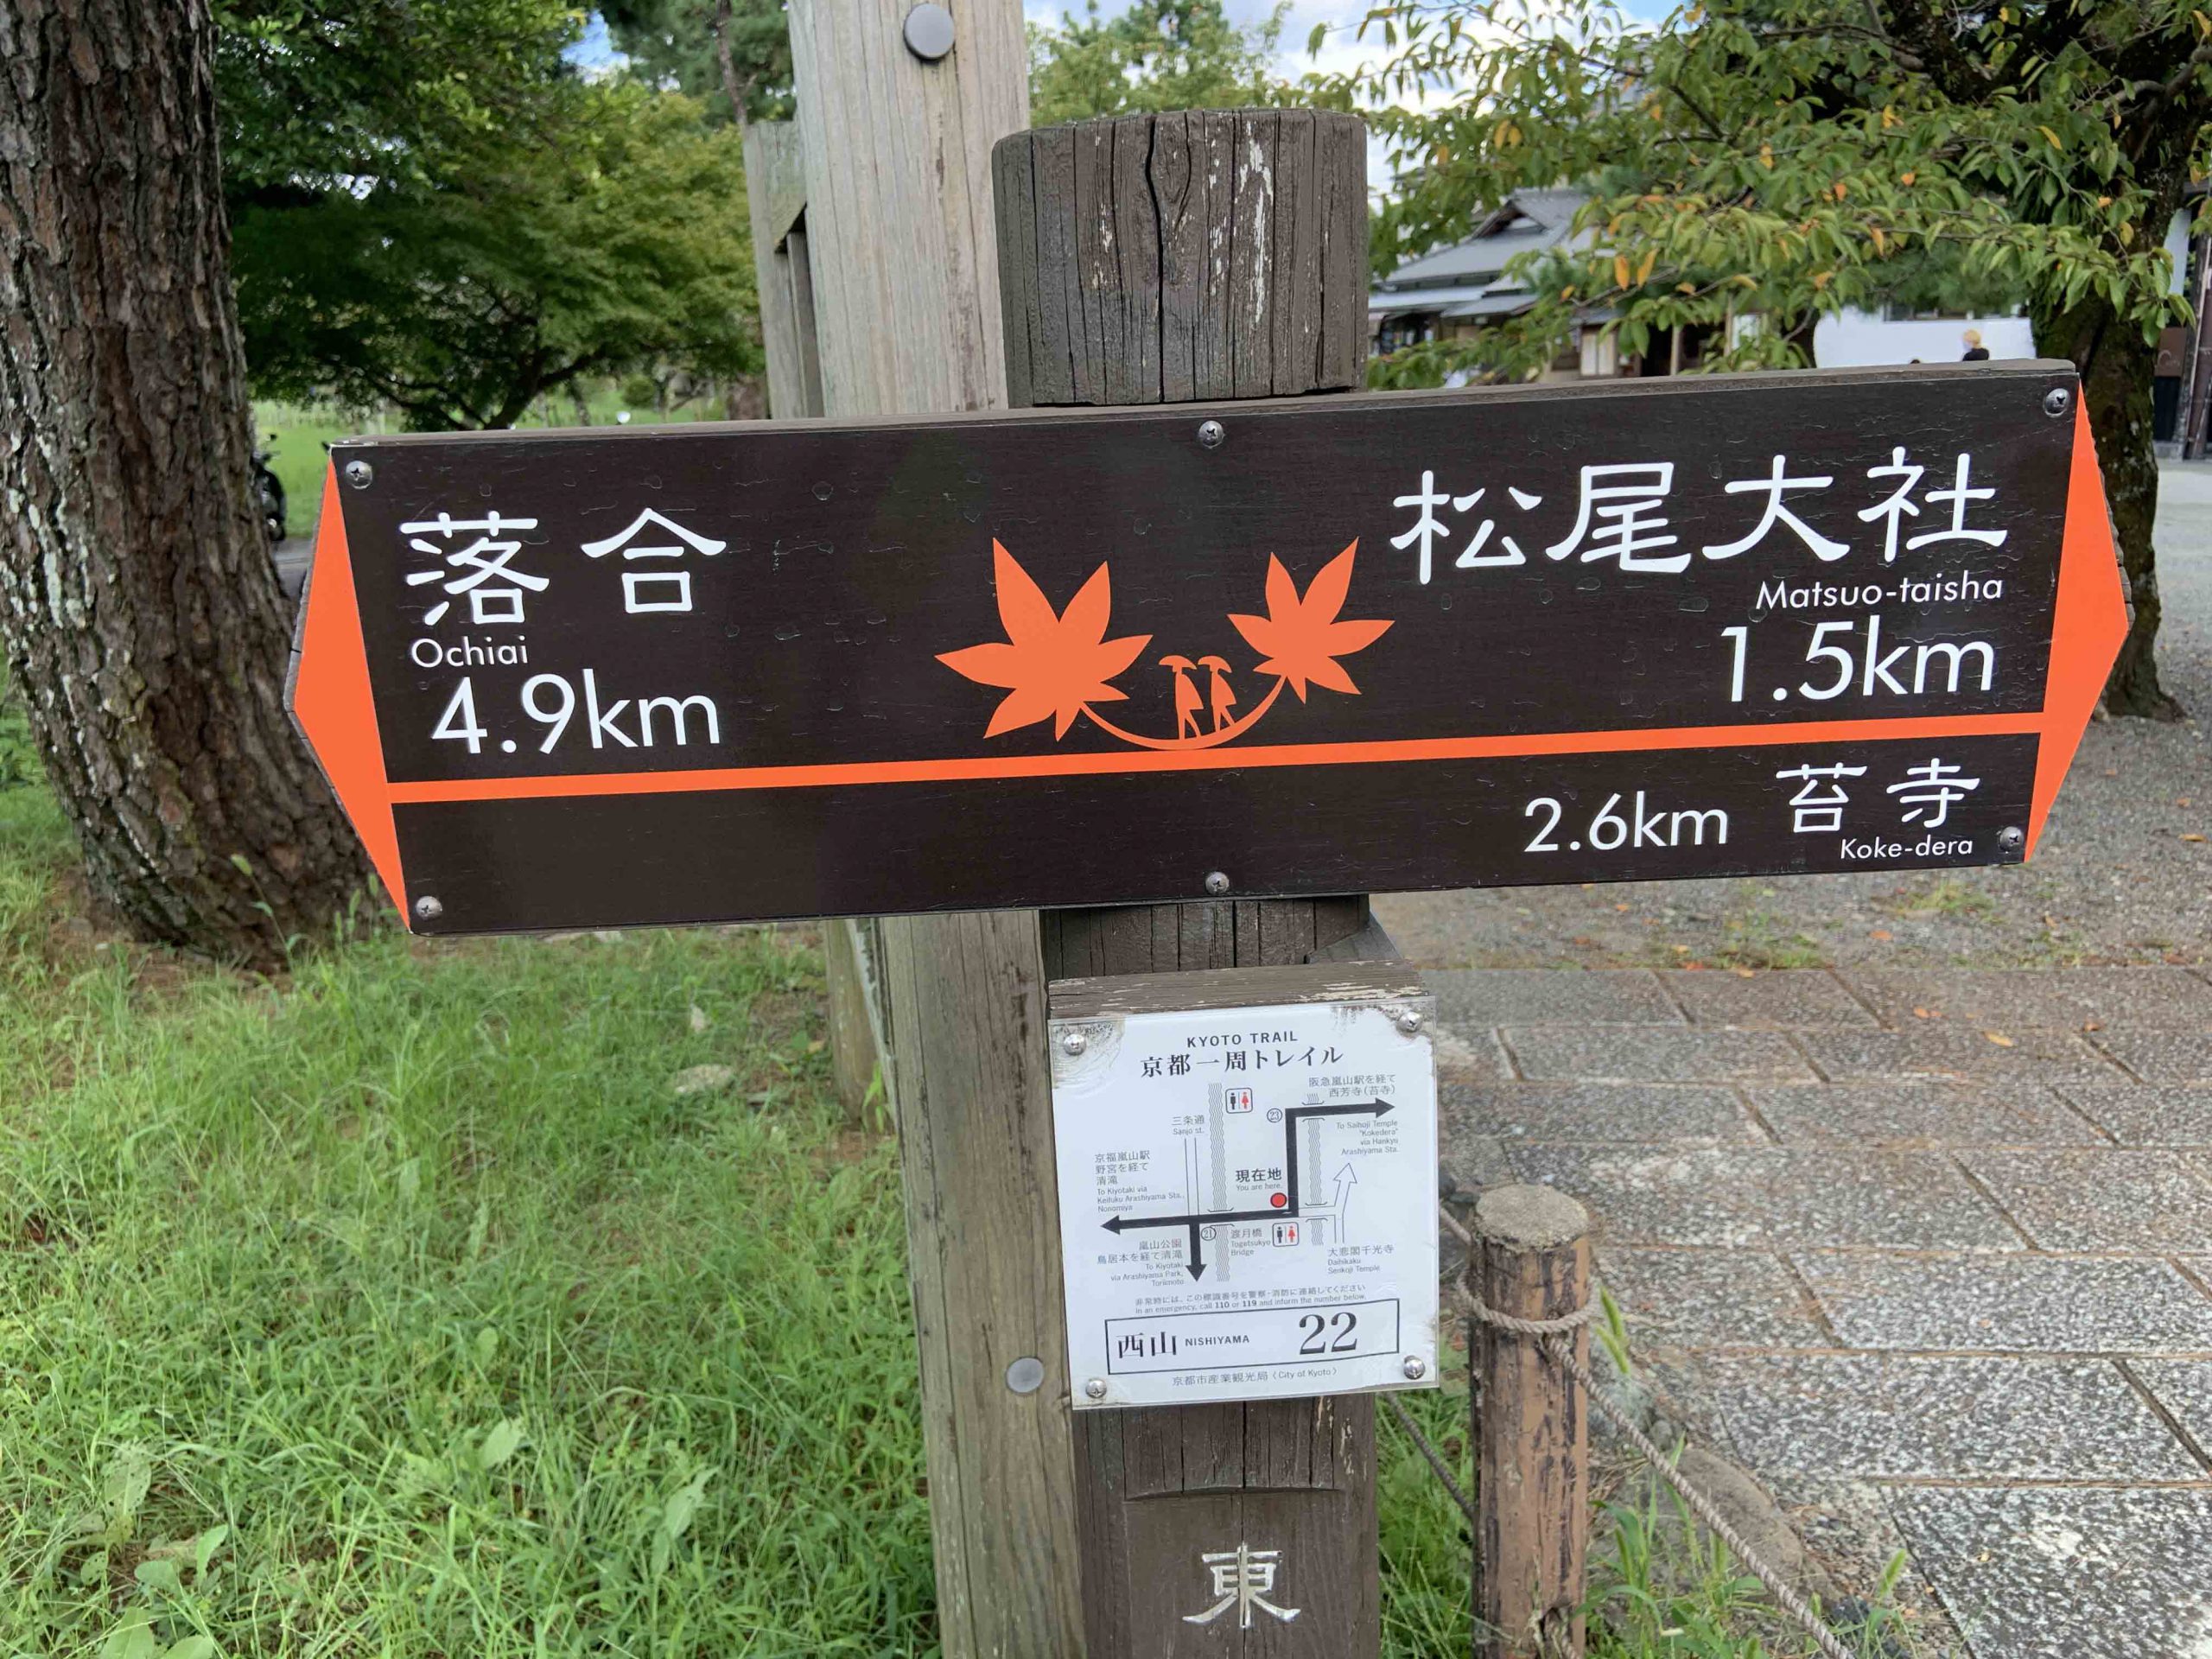 落合
Ochiai
4.9km
松尾大社
Matsuo-taisha
1.5km
2.6km 苔寺
Koke-dera
KYOTO TRAIL
京都一周トレイル
阪急嵐山駅を経て
西芳寺(苔寺)
To Saihoji Temple
"Kokedera"
via Hankyu
Arashiyama Sta.
23
三条通
Sanjo st.
京福嵐山駅
野宮を経て
清滝
To Kiyotaki via
Keifuku Arashiyama Sta.,
Nonomiya
現在地
You are here.
21
渡月橋
Togetsukyo
Bridge
嵐山公園
鳥居本を経て清滝
To Kiyotaki
via Arashiyama Park,
Toriimoto
大悲閣千光寺
Daihikaku
Senkoji Temple
非常時には、この標識番号を警察・消防に連絡してください
In an emergency, call 110 or 119 and inform the number below.
西山 NISHIYAMA 22
京都市産業観光局(City of Kyoto)
東